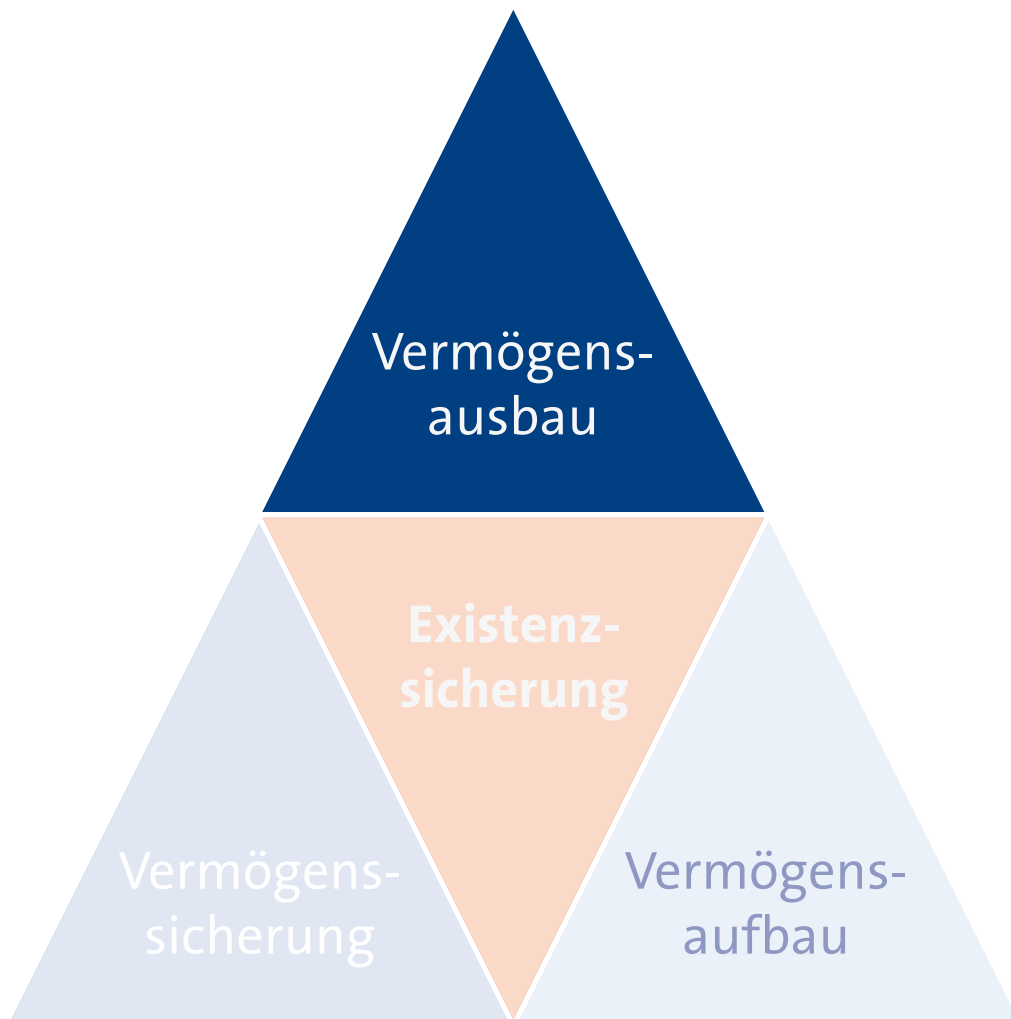 Vermögens-
ausbau
Existenz-
sicherung
Vermögens-
sicherung
Vermögens-
aufbau